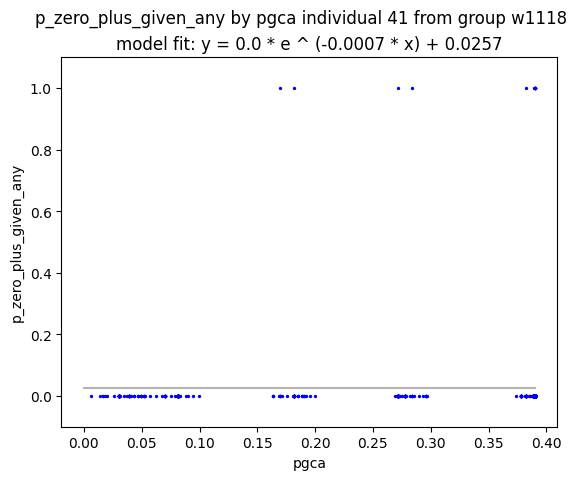 p_zero_plus_given_any by pgca individual 41 from group w1118
model fit: y = 0.0 * e ^ (-0.0007 * x) + 0.0257
1.0
0.8
0.6
0.4
0.2
0.0
p_zero_plus_given_any
0.00 0.05 0.10 0.15 0.20 0.25 0.30 0.35 0.40
pgca